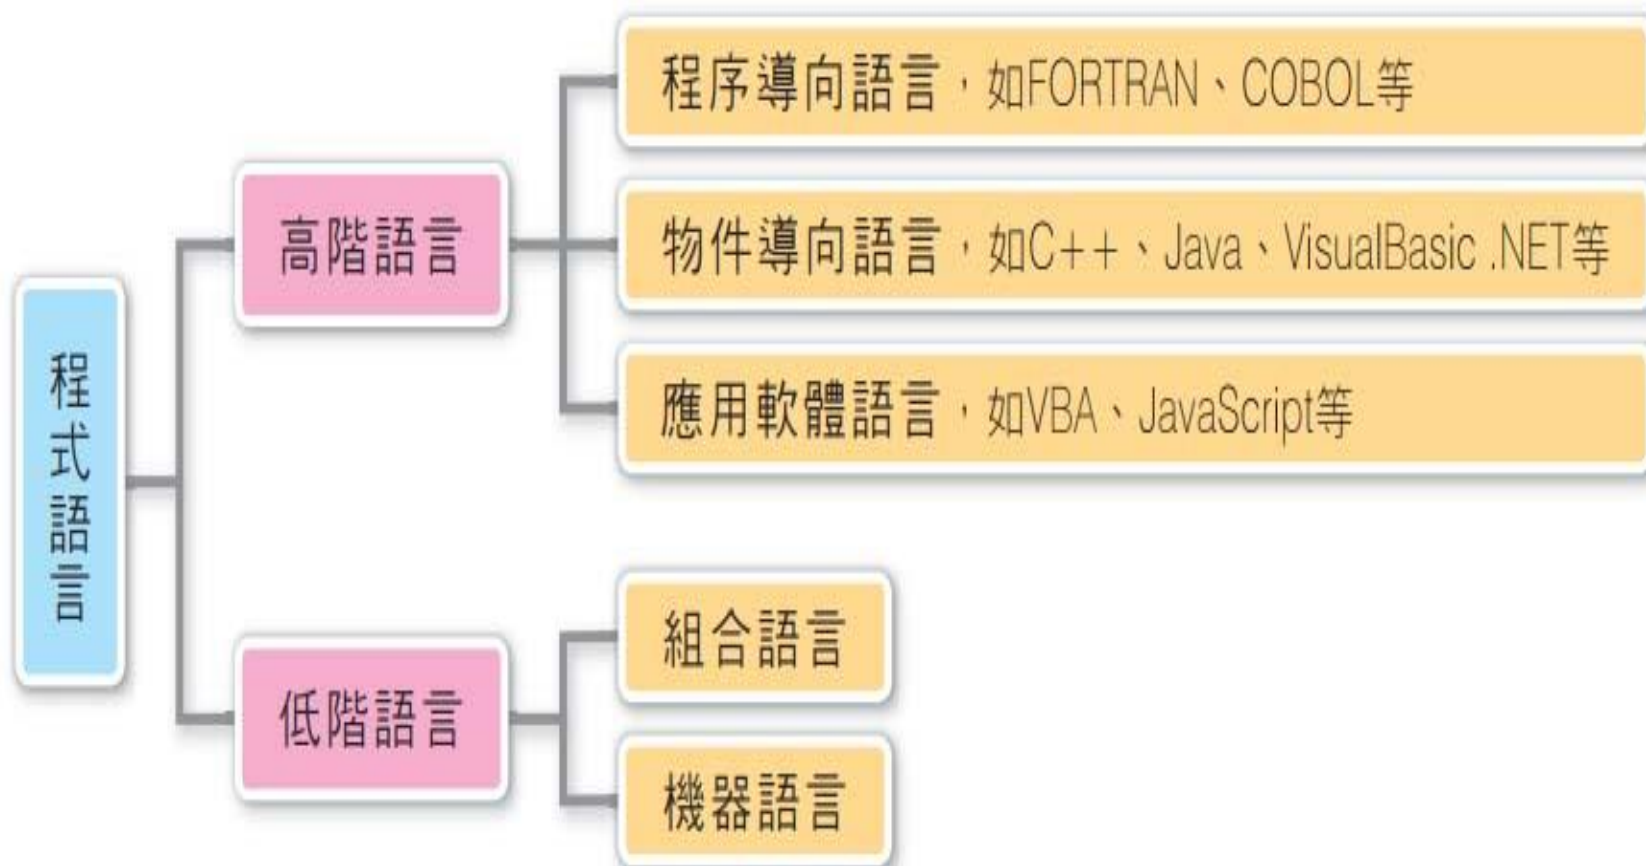 程式語言
高階語言
程序導向語言，如FORTRAN、COBOL等
物件導向語言，如C++、Java、VisualBasic .NET等
應用軟體語言，如VBA、JavaScript等
低階語言
組合語言
機器語言